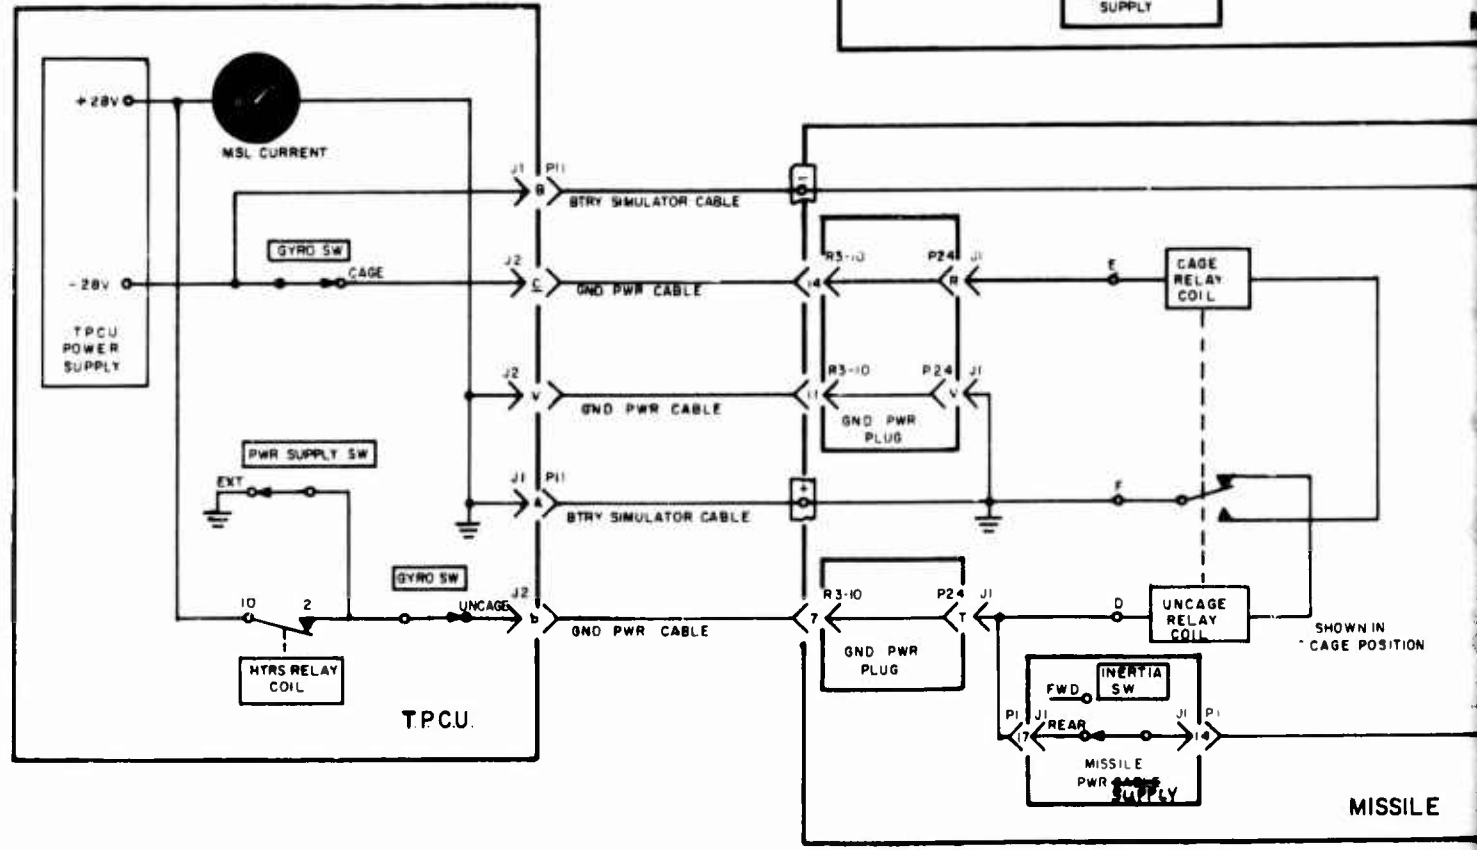 SUPPLY
+28V
MSL CURRENT
J1 P11
B
BTRY SIMULATOR CABLE
-
GYRO SW
CAGE
-28V
J2
C
GND PWR CABLE
R3-10
14
P24 J1
R
E
CAGE
RELAY
COIL
TPCU
POWER
SUPPLY
J2
V
GND PWR CABLE
R3-10
11
P24 J1
V
GND PWR
PLUG
PWR SUPPLY SW
EXT
J1 P11
A
BTRY SIMULATOR CABLE
+
F
GYRO SW
10
2
UNCAGE
J2
b
GND PWR CABLE
R3-10
7
P24 J1
T
GND PWR
PLUG
D
UNCAGE
RELAY
COIL
SHOWN IN
CAGE POSITION
HTRS RELAY
COIL
T.P.C.U.
INERTIA
SW
FWD
P1 J1
17
REAR
J1 P1
14
MISSILE
PWR CABLE
SUPPLY
MISSILE